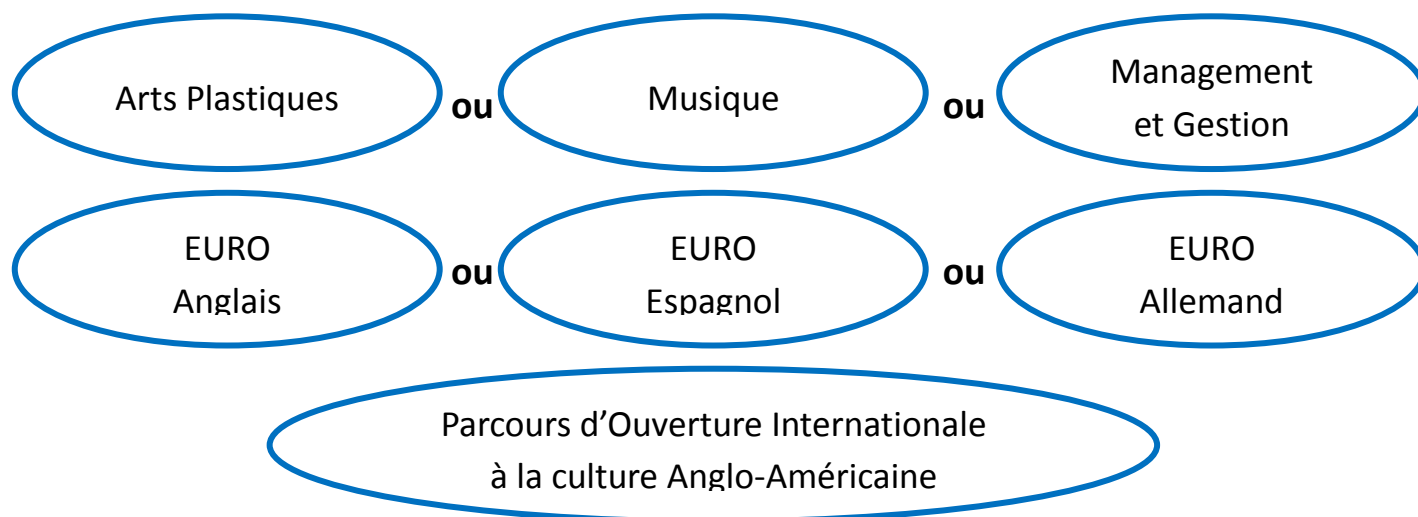 Arts Plastiques ou Musique ou Management
et Gestion
EURO
Anglais ou EURO
Espagnol ou EURO
Allemand
Parcours d’Ouverture Internationale
à la culture Anglo-Américaine